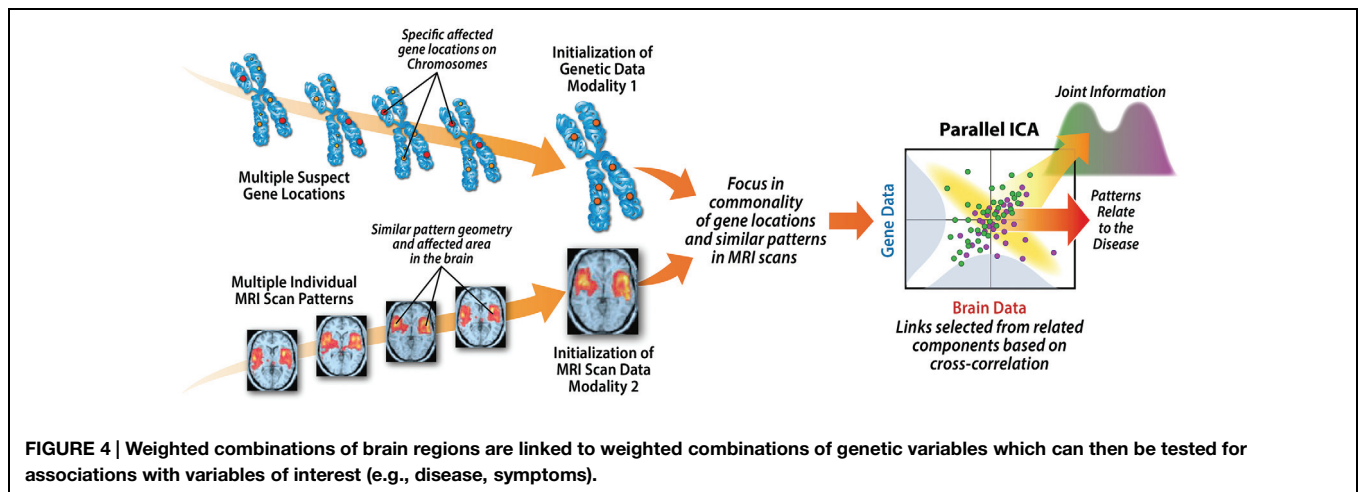 Specific affected
gene locations on
Chromosomes
Initialization of
Genetic Data
Modality 1
Multiple Suspect
Gene Locations
Similar pattern geometry
and affected area
in the brain
Multiple Individual
MRI Scan Patterns
Initialization of
MRI Scan Data
Modality 2
Focus in
commonality
of gene locations
and similar patterns
in MRI scans
Joint Information
Parallel ICA
Gene Data
Patterns
Relate
to the
Disease
Brain Data
Links selected from related
components based on
cross-correlation
FIGURE 4 | Weighted combinations of brain regions are linked to weighted combinations of genetic variables which can then be tested for
associations with variables of interest (e.g., disease, symptoms).